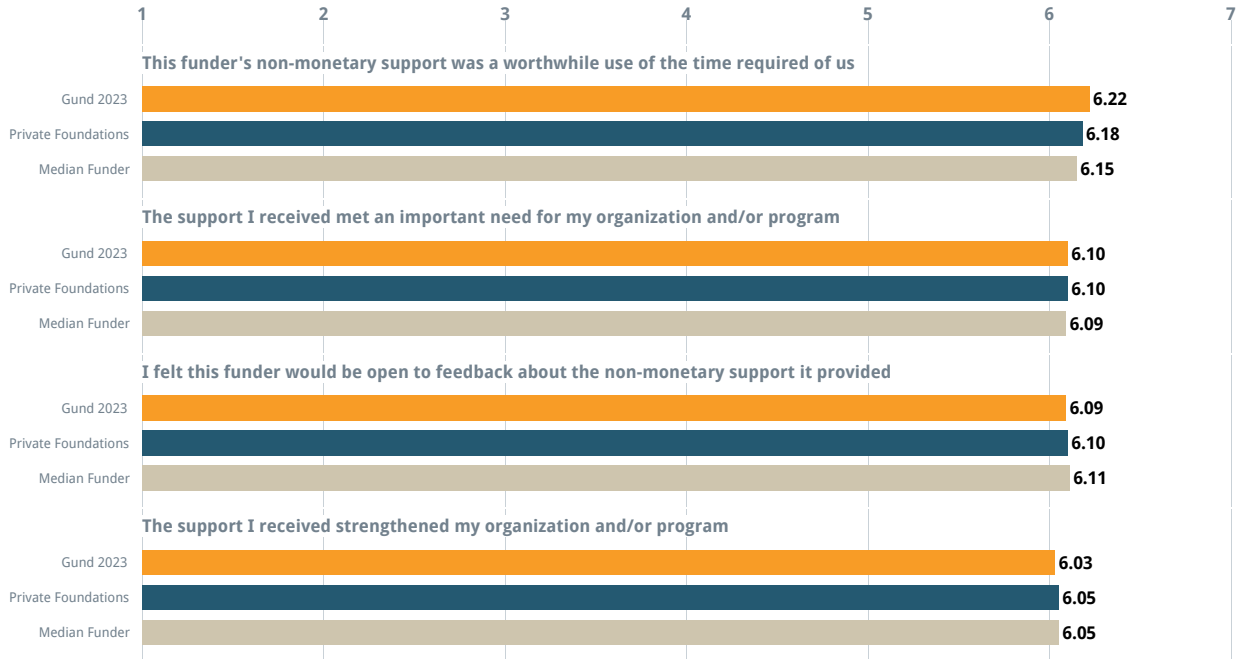 1 2 3 4 5 6 7
This funder's non-monetary support was a worthwhile use of the time required of us
Gund 2023 6.22
Private Foundations 6.18
Median Funder 6.15
The support I received met an important need for my organization and/or program
Gund 2023 6.10
Private Foundations 6.10
Median Funder 6.09
I felt this funder would be open to feedback about the non-monetary support it provided
Gund 2023 6.09
Private Foundations 6.10
Median Funder 6.11
The support I received strengthened my organization and/or program
Gund 2023 6.03
Private Foundations 6.05
Median Funder 6.05